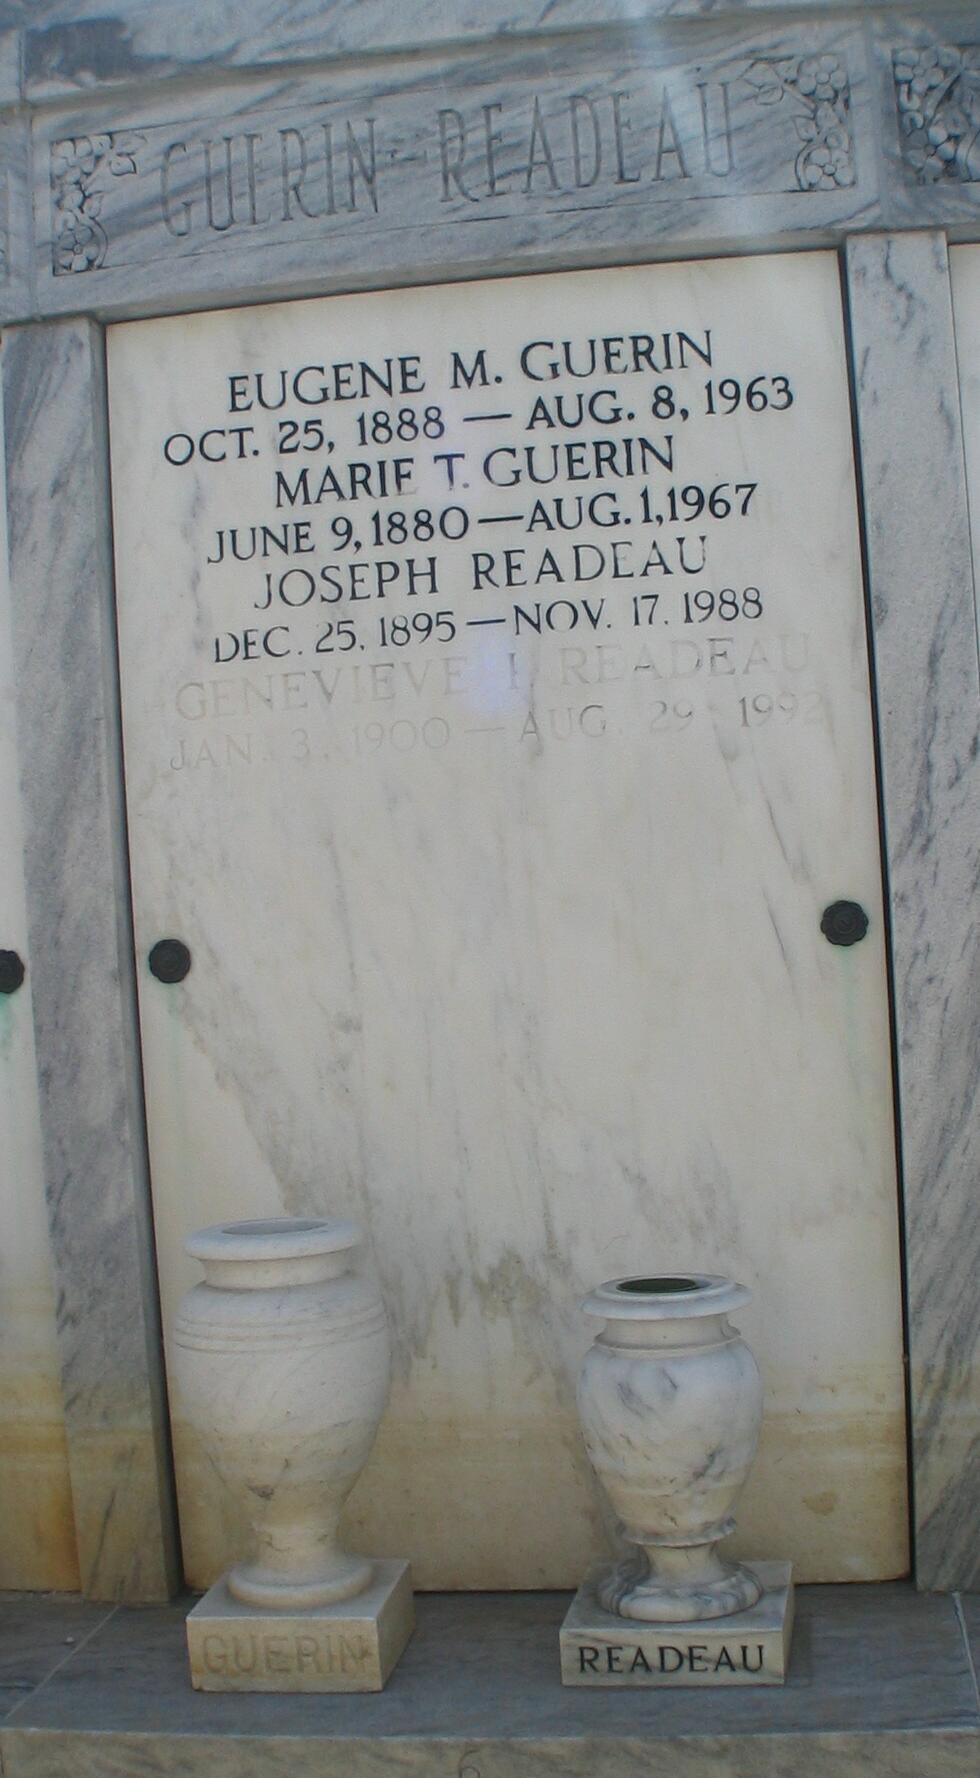 GUERIN-READEAU
EUGENE M. GUERIN
OCT. 25, 1888 — AUG. 8, 1963
MARIE T. GUERIN
JUNE 9, 1880 — AUG. 1, 1967
JOSEPH READEAU
DEC. 25, 1895 — NOV. 17, 1988
GENEVIEVE READEAU
JAN. 3, 1900 — AUG. 29, 1992
GUERIN
READEAU
6